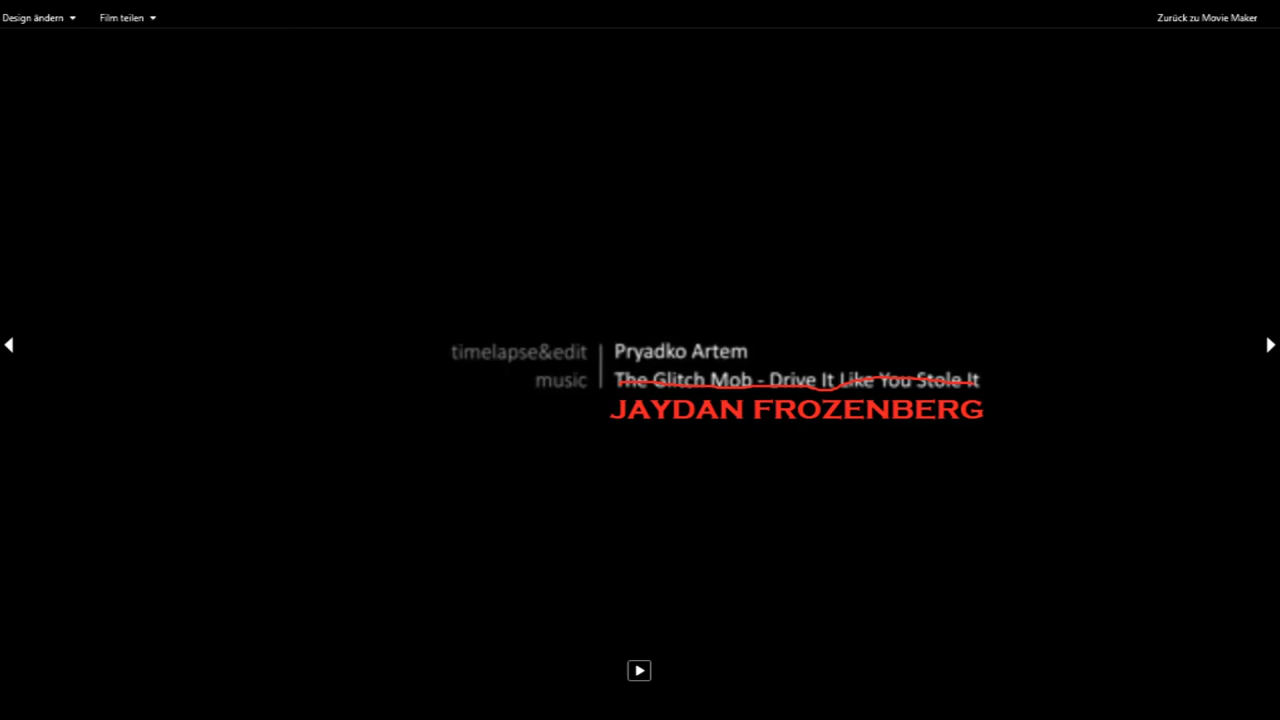 Design ändern Film teilen Zurück zu Movie Maker
timelapse&edit Pryadko Artem
music The Glitch Mob - Drive It Like You Stole It
JAYDAN FROZENBERG